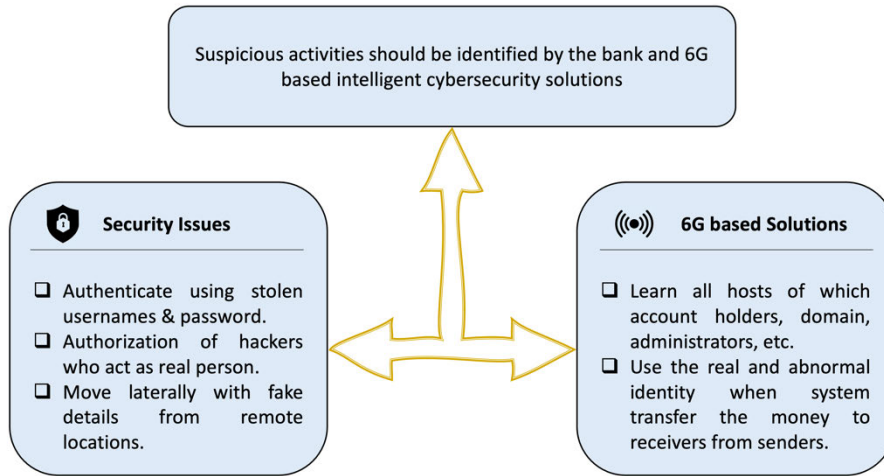 Suspicious activities should be identified by the bank and 6G
based intelligent cybersecurity solutions
Security Issues
Authenticate using stolen
usernames & password.
Authorization of hackers
who act as real person.
Move laterally with fake
details from remote
locations.
6G based Solutions
Learn all hosts of which
account holders, domain,
administrators, etc.
Use the real and abnormal
identity when system
transfer the money to
receivers from senders.